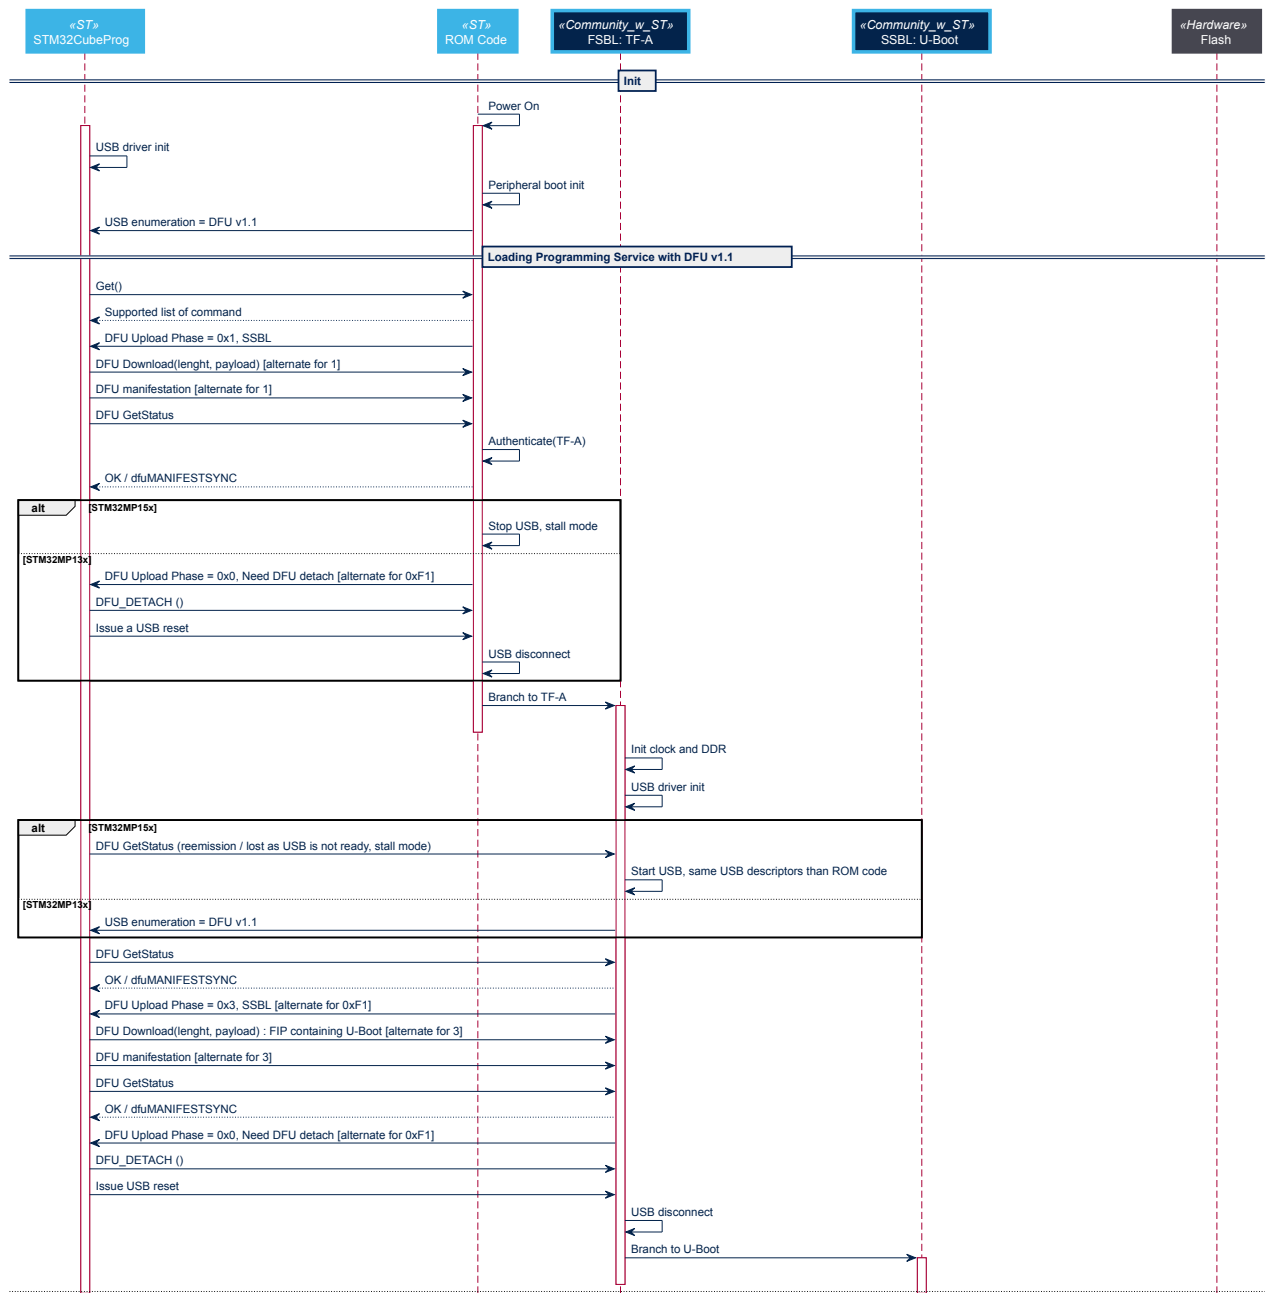 «ST»
STM32CubeProg
«ST»
ROM Code
«Community_w_ST»
FSBL: TF-A
«Community_w_ST»
SSBL: U-Boot
«Hardware»
Flash
Init
Power On
USB driver init
Peripheral boot init
USB enumeration = DFU v1.1
Loading Programming Service with DFU v1.1
Get()
Supported list of command
DFU Upload Phase = 0x1, SSBL
DFU Download(lenght, payload) [alternate for 1]
DFU manifestation [alternate for 1]
DFU GetStatus
Authenticate(TF-A)
OK / dfuMANIFESTSYNC
alt
[STM32MP15x]
Stop USB, stall mode
[STM32MP13x]
DFU Upload Phase = 0x0, Need DFU detach [alternate for 0xF1]
DFU_DETACH ()
Issue a USB reset
USB disconnect
Branch to TF-A
Init clock and DDR
USB driver init
alt
[STM32MP15x]
DFU GetStatus (reemission / lost as USB is not ready, stall mode)
Start USB, same USB descriptors than ROM code
[STM32MP13x]
USB enumeration = DFU v1.1
DFU GetStatus
OK / dfuMANIFESTSYNC
DFU Upload Phase = 0x3, SSBL [alternate for 0xF1]
DFU Download(lenght, payload) : FIP containing U-Boot [alternate for 3]
DFU manifestation [alternate for 3]
DFU GetStatus
OK / dfuMANIFESTSYNC
DFU Upload Phase = 0x0, Need DFU detach [alternate for 0xF1]
DFU_DETACH ()
Issue USB reset
USB disconnect
Branch to U-Boot